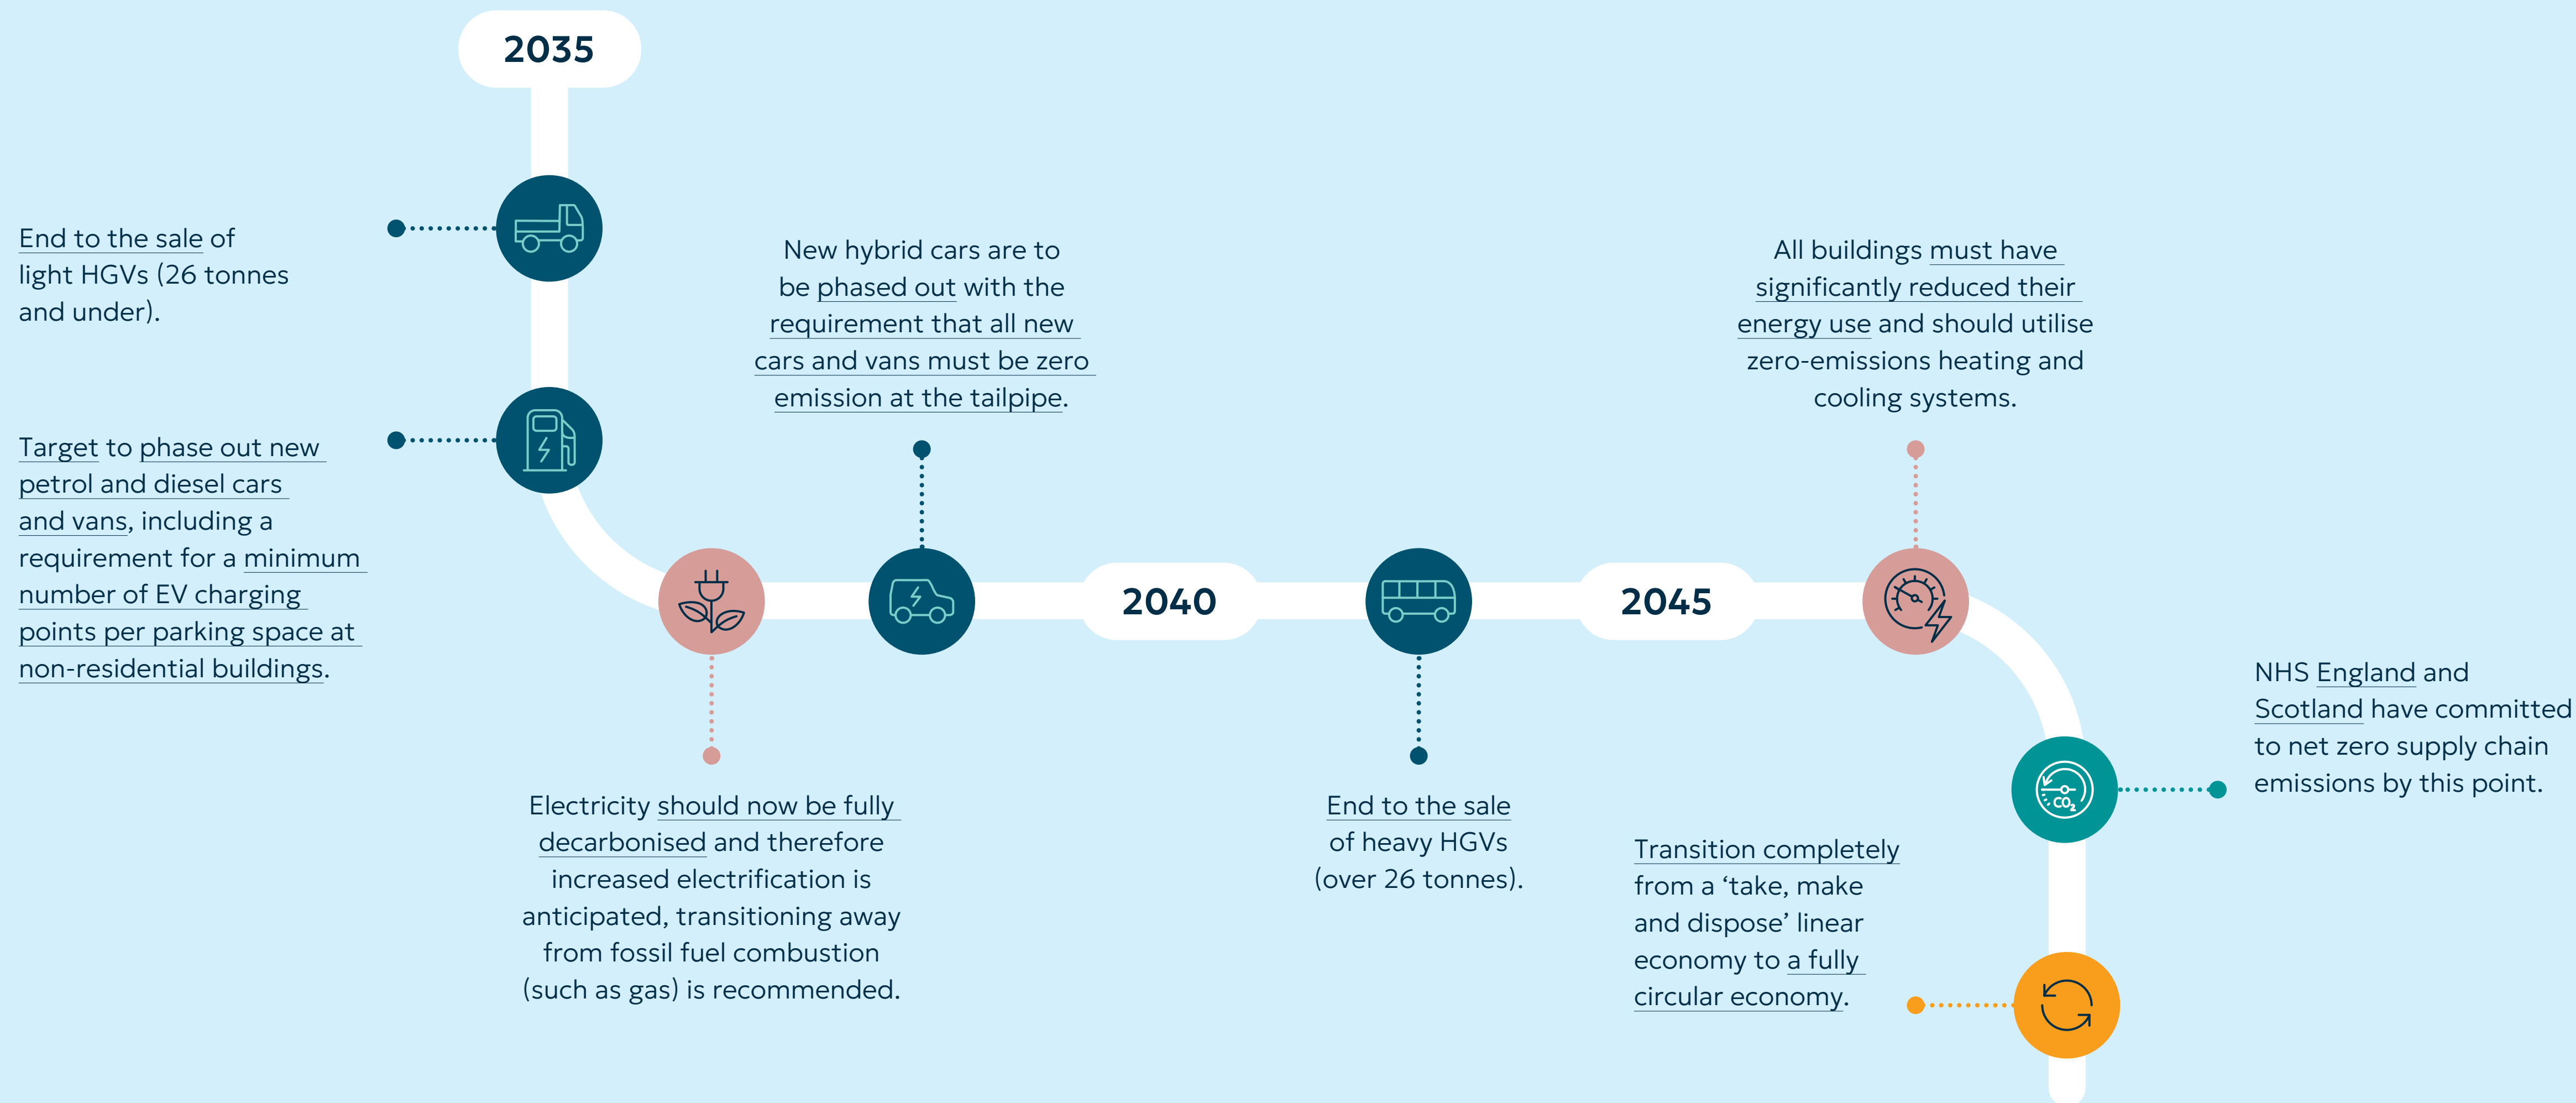 2035
End to the sale of
light HGVs (26 tonnes
and under).
Target to phase out new
petrol and diesel cars
and vans, including a
requirement for a minimum
number of EV charging
points per parking space at
non-residential buildings.
Electricity should now be fully
decarbonised and therefore
increased electrification is
anticipated, transitioning away
from fossil fuel combustion
(such as gas) is recommended.
New hybrid cars are to
be phased out with the
requirement that all new
cars and vans must be zero
emission at the tailpipe.
2040
End to the sale
of heavy HGVs
(over 26 tonnes).
2045
All buildings must have
significantly reduced their
energy use and should utilise
zero-emissions heating and
cooling systems.
CO₂
NHS England and
Scotland have committed
to net zero supply chain
emissions by this point.
Transition completely
from a ‘take, make
and dispose’ linear
economy to a fully
circular economy.